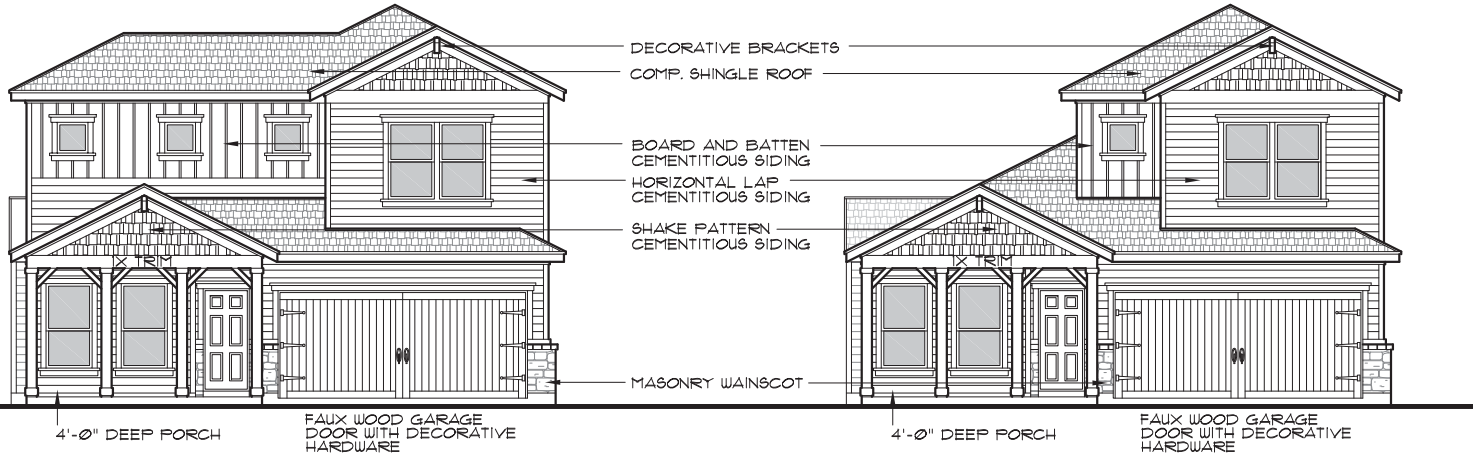 DECORATIVE BRACKETS
COMP. SHINGLE ROOF
BOARD AND BATTEN
CEMENTITIOUS SIDING
HORIZONTAL LAP
CEMENTITIOUS SIDING
SHAKE PATTERN
CEMENTITIOUS SIDING
X TRIM
X TRIM
MASONRY WAINSCOT
4'-0" DEEP PORCH
FAUX WOOD GARAGE
DOOR WITH DECORATIVE
HARDWARE
4'-0" DEEP PORCH
FAUX WOOD GARAGE
DOOR WITH DECORATIVE
HARDWARE